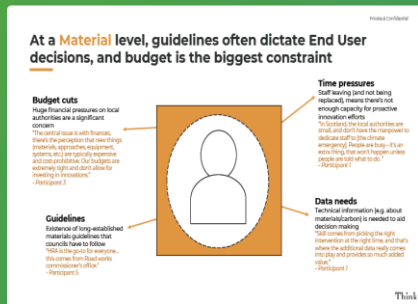 Private & Confidential
At a Material level, guidelines often dictate End User
decisions, and budget is the biggest constraint
Budget cuts
Huge financial pressures on local
authorities are a significant
concern
"The central issue is with finances,
there's the perception that new things
(materials, approaches, equipment,
systems, etc.) are typically expensive
and cost-prohibitive. Our budgets are
extremely tight and don't allow for
investing in innovations."
- Participant 3
Guidelines
Existence of long-established
materials guidelines that
councils have to follow
"HRA is the go-to for everyone...
this comes from Road works
commissioner's office."
- Participant 5
Time pressures
Staff leaving (and not being
replaced), means there's not
enough capacity for proactive
innovation efforts
"In Scotland, the local authorities are
small, and don't have the manpower to
dedicate staff to [the climate
emergency]. People are busy - it's an
extra thing, that won't happen unless
people are told what to do."
- Participant 1
Data needs
Technical information (e.g. about
materials/carbon) is needed to aid
decision making
"Skill comes from picking the right
intervention at the right time, and that's
where the additional data really comes
into play and provides so much added
value."
- Participant 1
Think